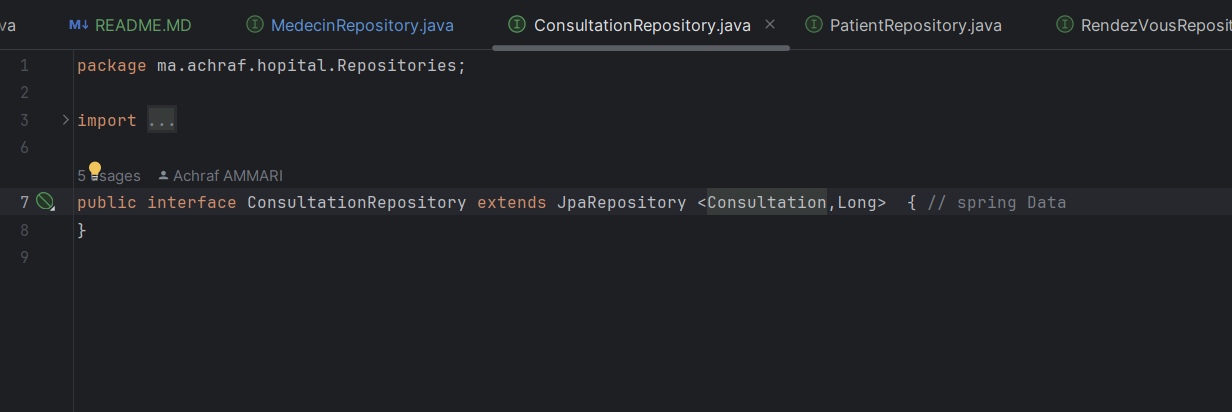 va README.MD MedecinRepository.java ConsultationRepository.java PatientRepository.java RendezVousReposit
1 package ma.achraf.hopital.Repositories;
2
3 import ...
6
5 usages Achraf AMMARI
7 public interface ConsultationRepository extends JpaRepository <Consultation,Long>  { // spring Data
8 }
9